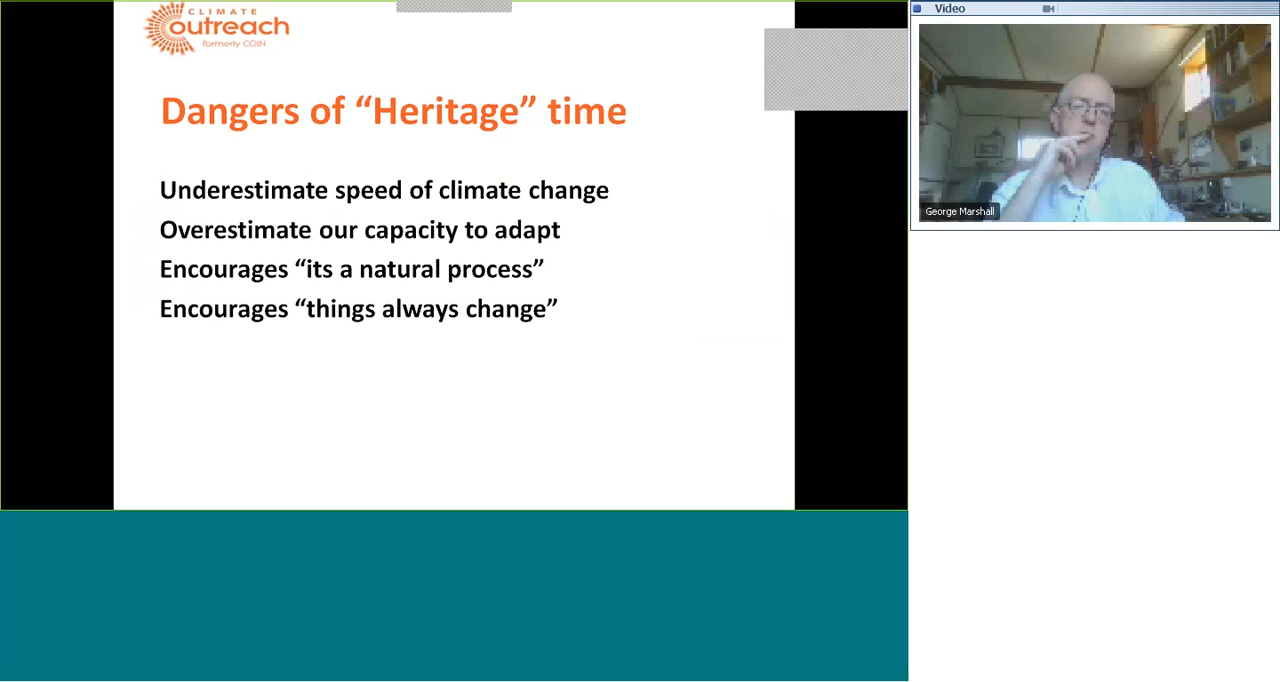 CLIMATE
outreach
formerly COIN
Dangers of “Heritage” time
Underestimate speed of climate change
Overestimate our capacity to adapt
Encourages “its a natural process”
Encourages “things always change”
Video
George Marshall